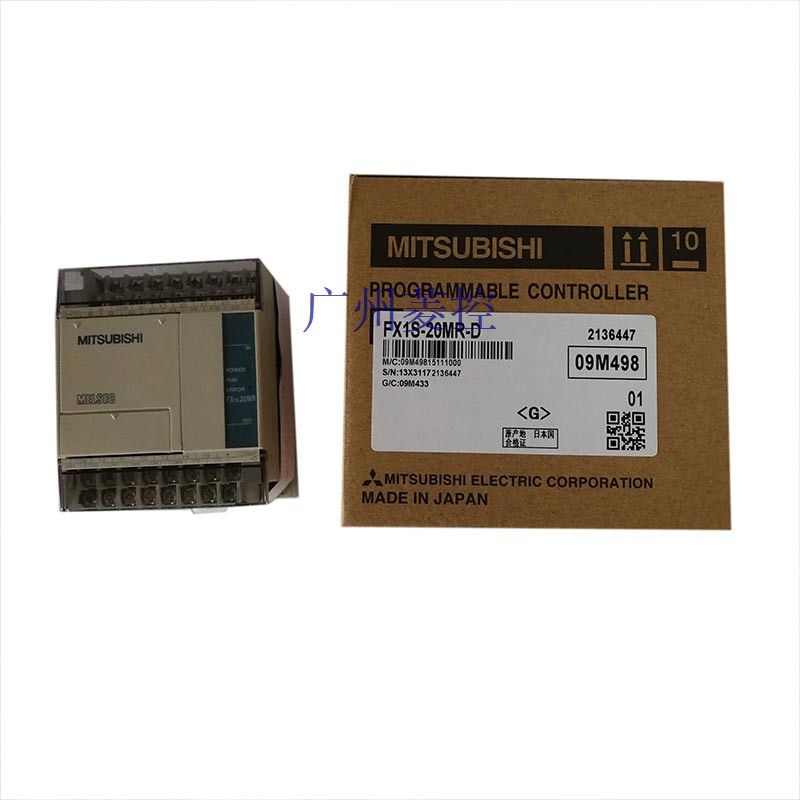 MITSUBISHI
IN
POWER
RUN
ERROR
FX1S-20MR
MELSEC
OUT
MITSUBISHI
10
PROGRAMMABLE CONTROLLER
广州菱控
FX1S-20MR-D
2136447
M/C:09M49815111000
S/N:13X31172136447
G/C:09M433
09M498
01
<G>
原产地 日本国
合格证
MITSUBISHI ELECTRIC CORPORATION
MADE IN JAPAN